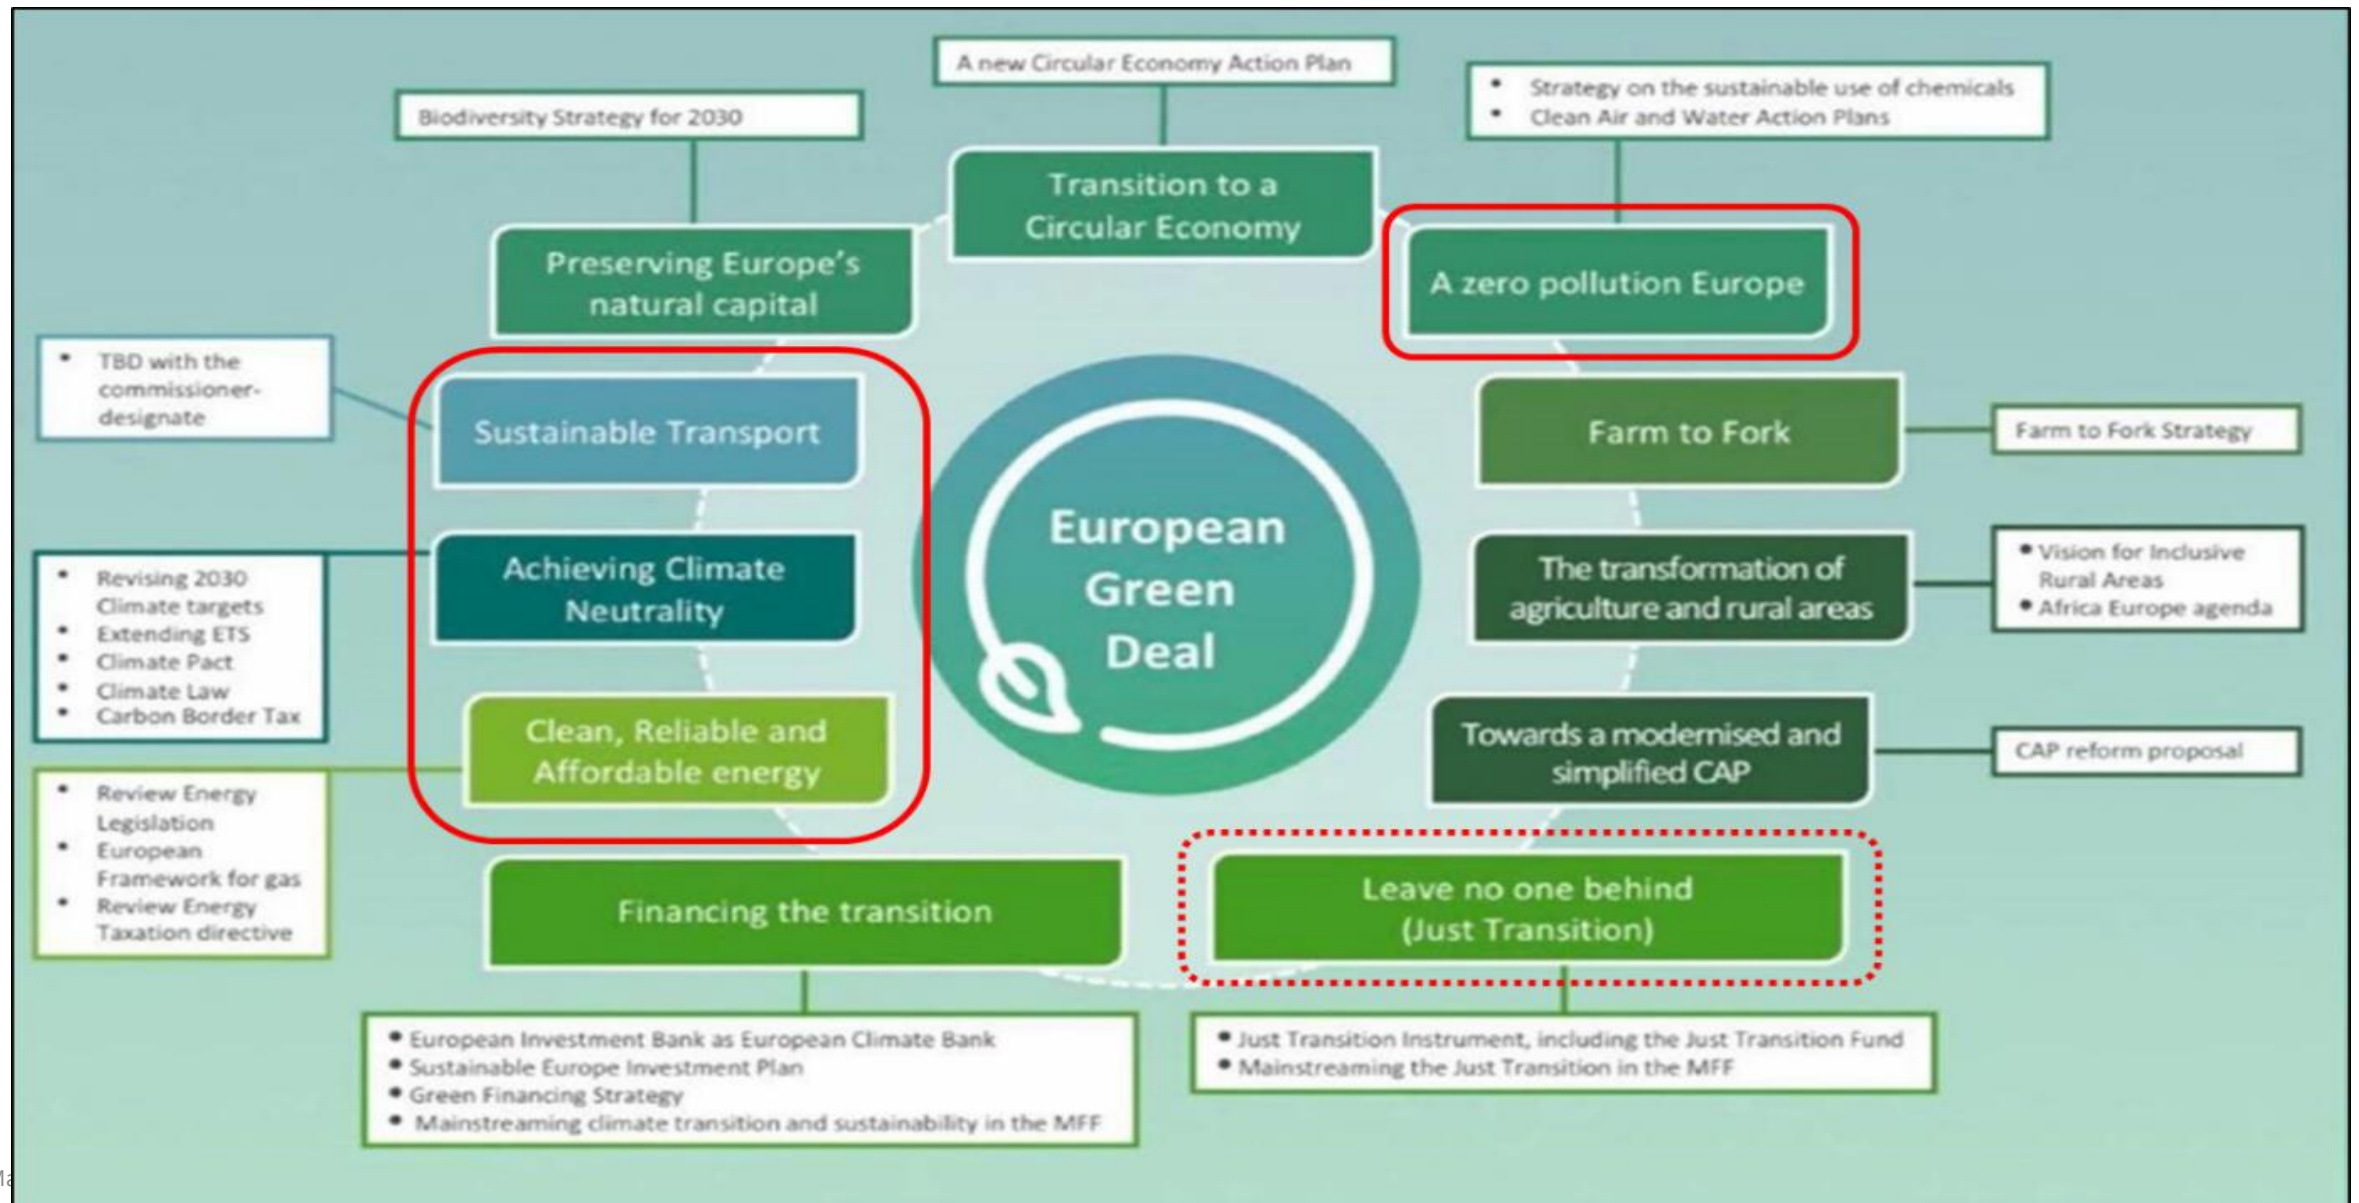 A new Circular Economy Action Plan
• Strategy on the sustainable use of chemicals
• Clean Air and Water Action Plans
Biodiversity Strategy for 2030
Transition to a
Circular Economy
Preserving Europe's
natural capital
A zero pollution Europe
• TBD with the
commissioner-
designate
Sustainable Transport
Farm to Fork
Farm to Fork Strategy
European
Green
Deal
• Revising 2030
Climate targets
• Extending ETS
• Climate Pact
• Climate Law
• Carbon Border Tax
Achieving Climate
Neutrality
The transformation of
agriculture and rural areas
• Vision for Inclusive
Rural Areas
• Africa Europe agenda
• Review Energy
Legislation
• European
Framework for gas
• Review Energy
Taxation directive
Clean, Reliable and
Affordable energy
Towards a modernised and
simplified CAP
CAP reform proposal
Financing the transition
Leave no one behind
(Just Transition)
• European Investment Bank as European Climate Bank
• Sustainable Europe Investment Plan
• Green Financing Strategy
• Mainstreaming climate transition and sustainability in the MFF
• Just Transition Instrument, including the Just Transition Fund
• Mainstreaming the Just Transition in the MFF